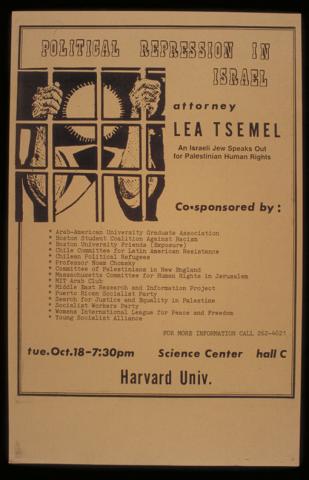 POLITICAL REPRESSION IN
ISRAEL
attorney
LEA TSEMEL
An Israeli Jew Speaks Out
for Palestinian Human Rights
Co-sponsored by:
* Arab-American University Graduate Association
* Boston Student Coalition Against Racism
* Boston University Friends (Exposure)
* Chile Committee for Latin American Resistance
* Chilean Political Refugees
* Professor Noam Chomsky
* Committee of Palestinians in New England
* Massachusetts Committee for Human Rights in Jerusalem
* MIT Arab Club
* Middle East Research and Information Project
* Puerto Rican Socialist Party
* Search for Justice and Equality in Palestine
* Socialist Workers Party
* Womens International League for Peace and Freedom
* Young Socialist Alliance
FOR MORE INFORMATION CALL 262-4021
tue.Oct.18-7:30pm Science Center hall C
Harvard Univ.